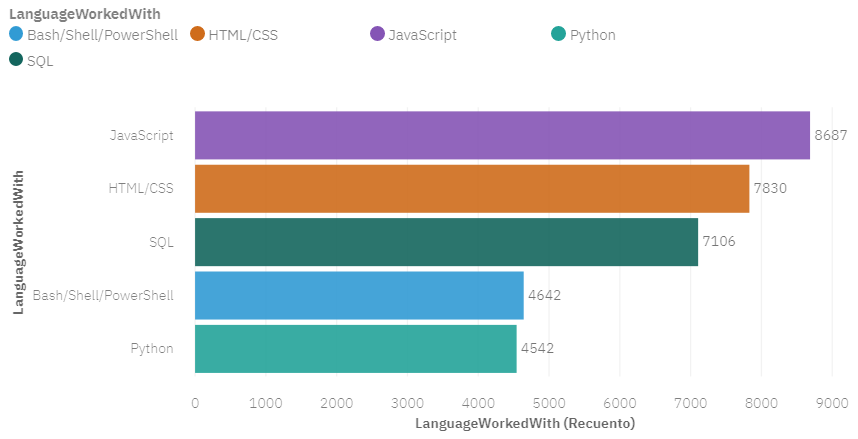 LanguageWorkedWith
Bash/Shell/PowerShell HTML/CSS JavaScript Python
SQL
JavaScript 8687
HTML/CSS 7830
SQL 7106
Bash/Shell/PowerShell 4642
Python 4542
LanguageWorkedWith
0 1000 2000 3000 4000 5000 6000 7000 8000 9000
LanguageWorkedWith (Recuento)